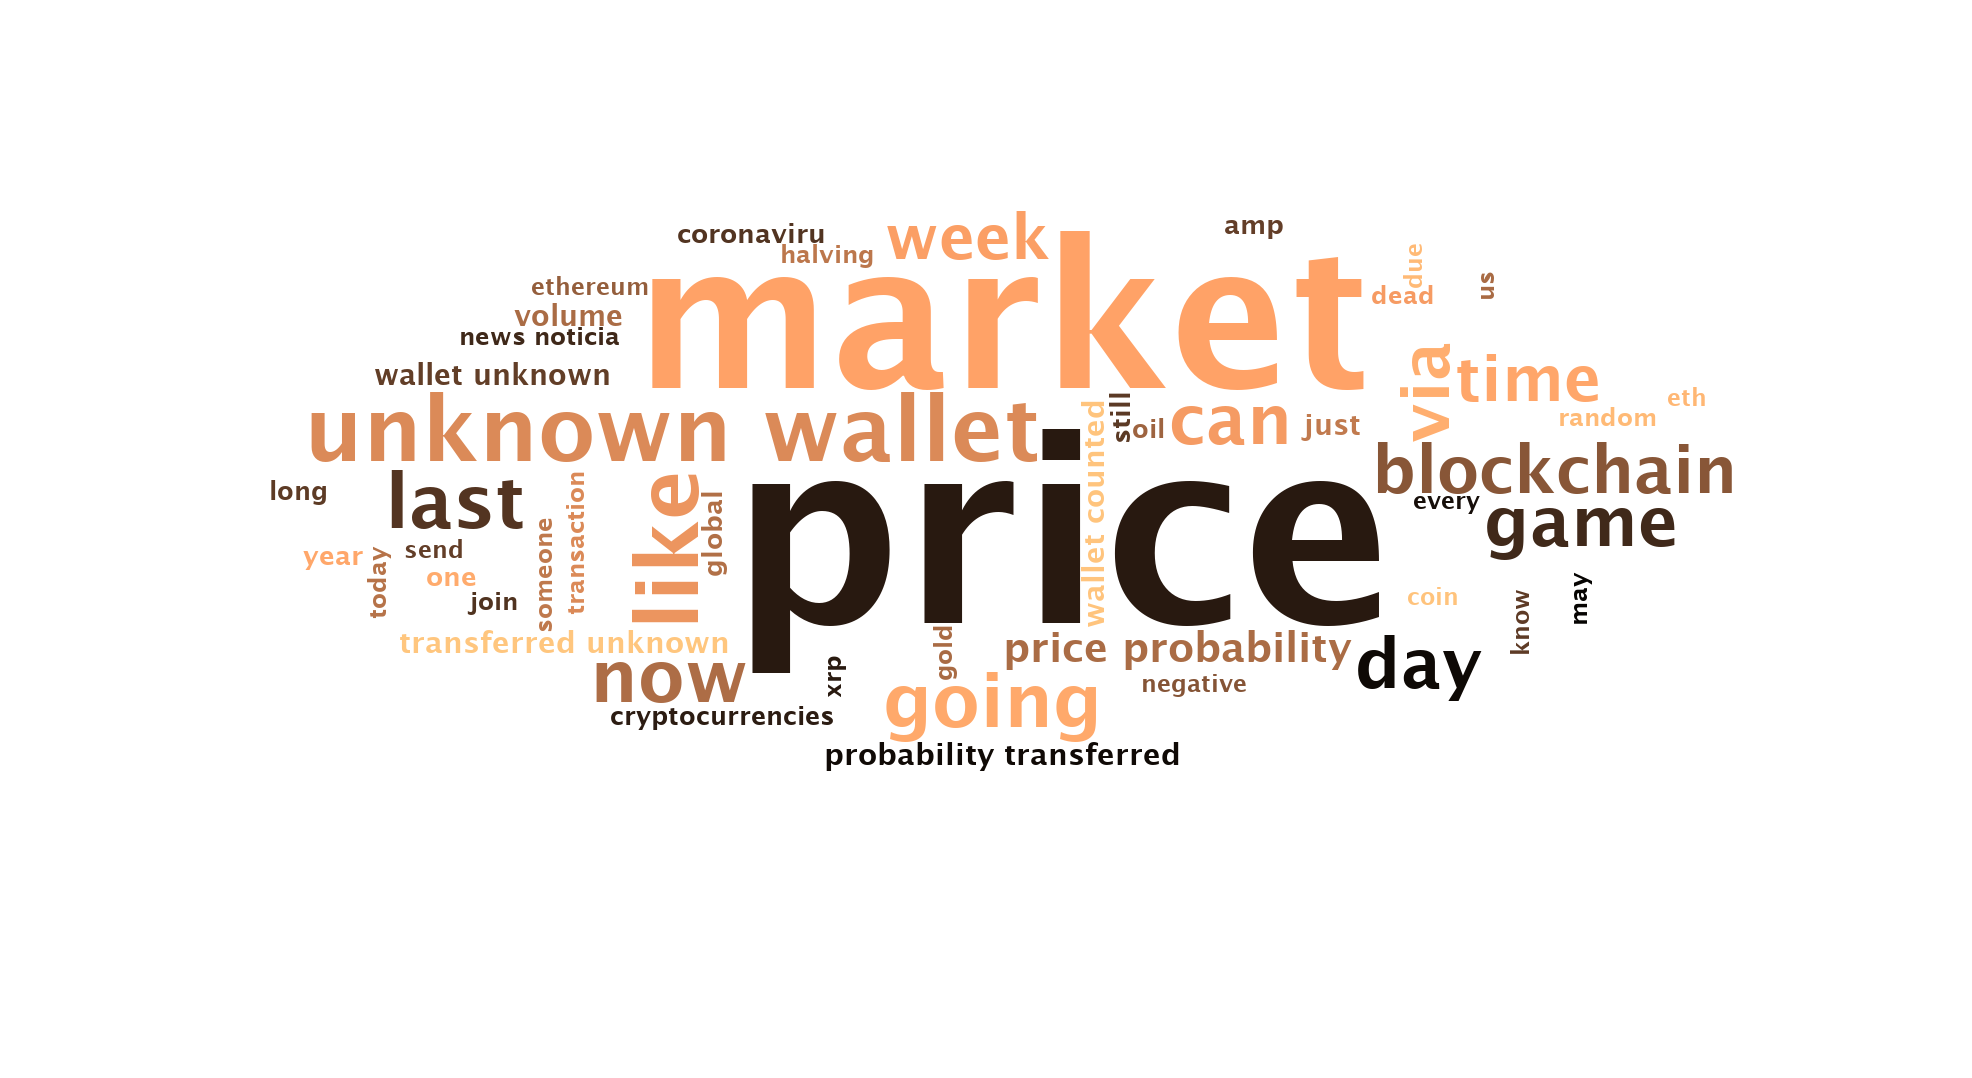 week
amp
coronaviru
halving
market
due
us
ethereum
dead
volume
news noticia
via
time
wallet unknown
eth
unknown wallet
wallet counted
still
oil
can
just
random
blockchain
long
last
transaction
like
global
price
every
game
year
today
send
one
join
someone
coin
know
may
transferred unknown
now
xrp
gold
price probability
day
going
negative
cryptocurrencies
probability transferred